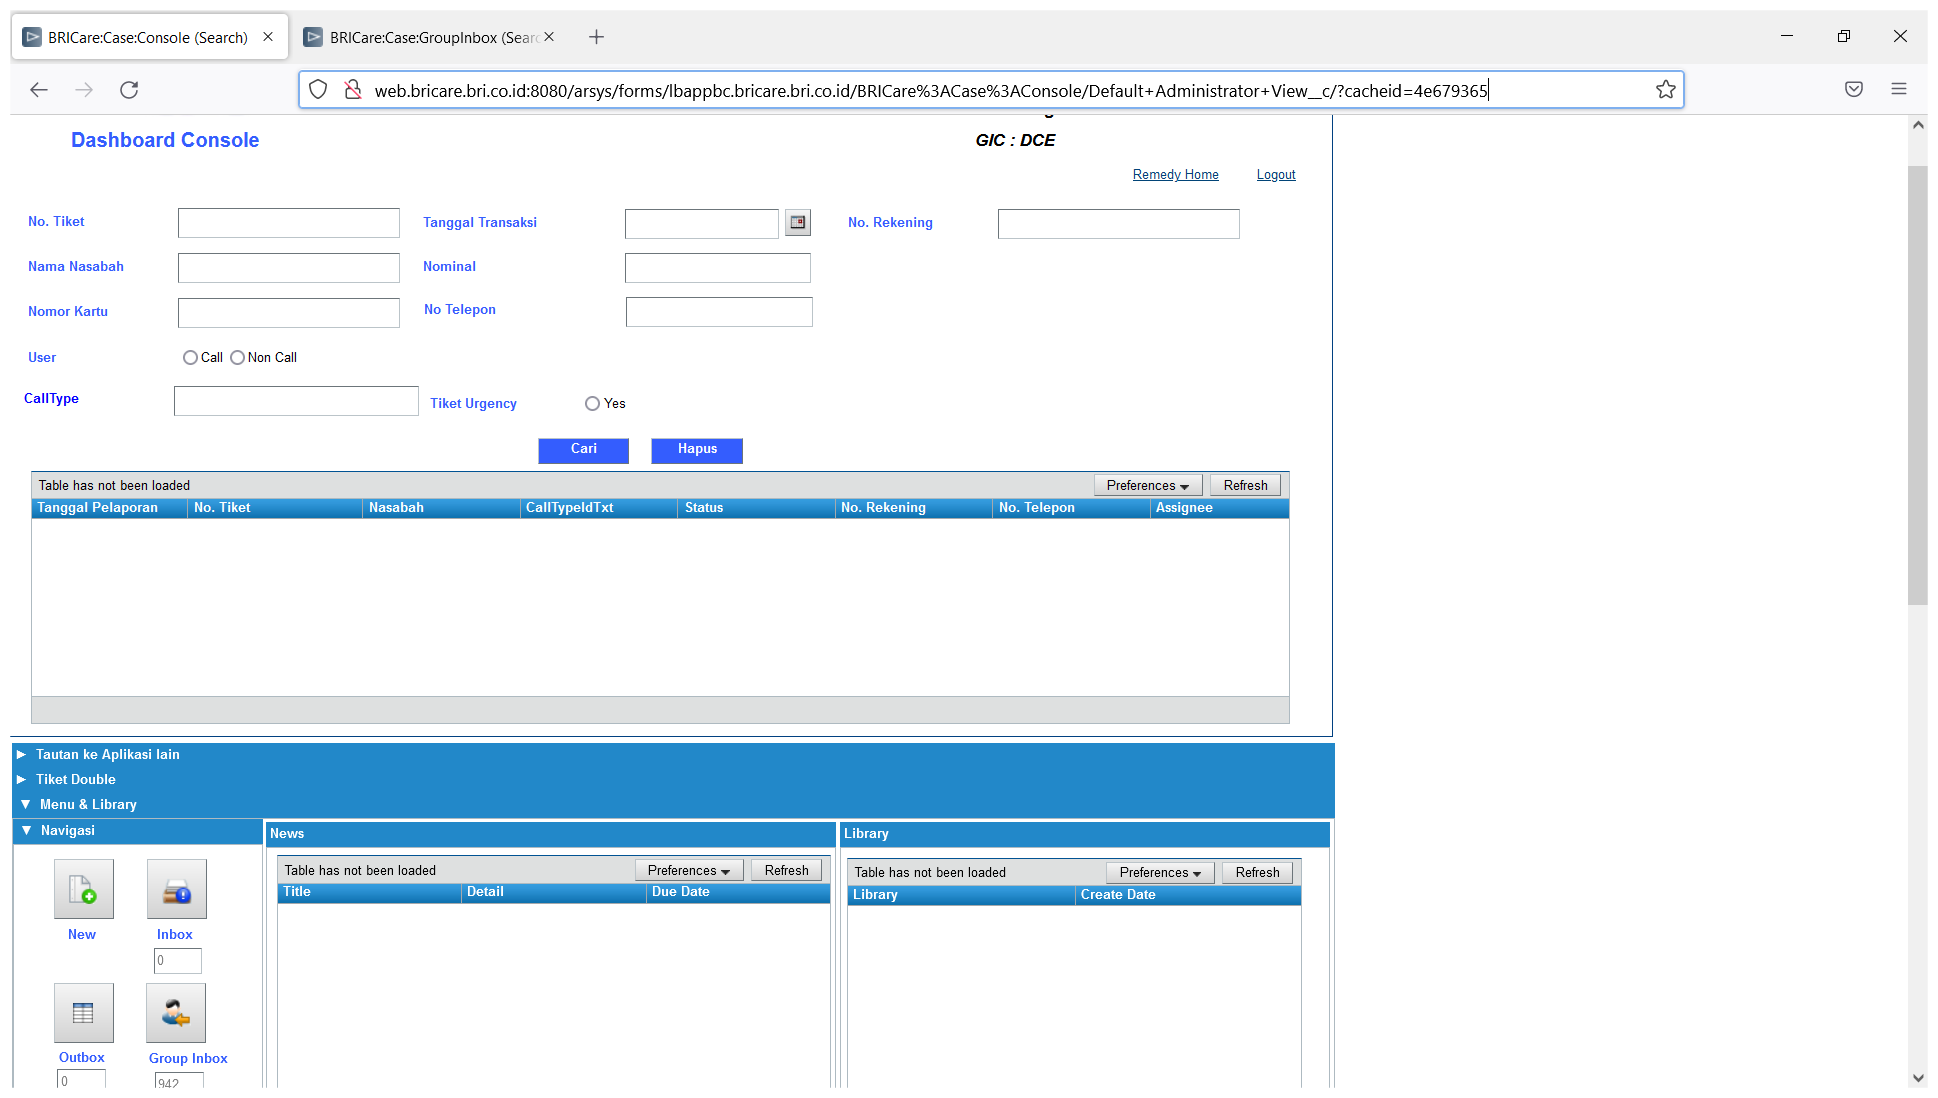 BRICare:Case:Console (Search)
BRICare:Case:GroupInbox (Sear
web.bricare.bri.co.id:8080/arsys/forms/lbappbc.bricare.bri.co.id/BRICare%3ACase%3AConsole/Default+Administrator+View__c/?cacheid=4e679365
Dashboard Console
GIC : DCE
Remedy Home Logout
No. Tiket Tanggal Transaksi No. Rekening
Nama Nasabah Nominal
Nomor Kartu No Telepon
User Call Non Call
CallType Tiket Urgency Yes
Cari Hapus
Table has not been loaded Preferences Refresh
Tanggal Pelaporan No. Tiket Nasabah CallTypeIdTxt Status No. Rekening No. Telepon Assignee
Tautan ke Aplikasi lain
Tiket Double
Menu & Library
Navigasi News Library
Table has not been loaded Preferences Refresh Table has not been loaded Preferences Refresh
Title Detail Due Date Library Create Date
New Inbox
0
Outbox Group Inbox
0 942